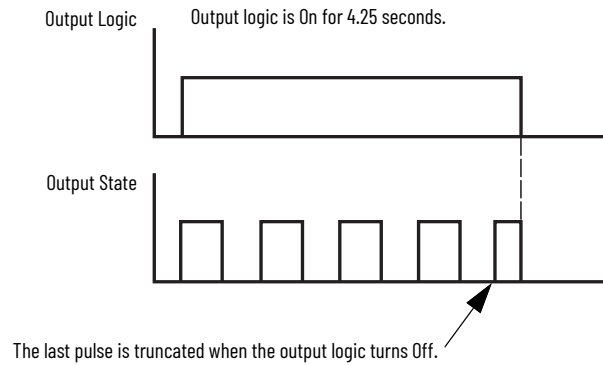 Output Logic
Output logic is On for 4.25 seconds.
Output State
The last pulse is truncated when the output logic turns Off.